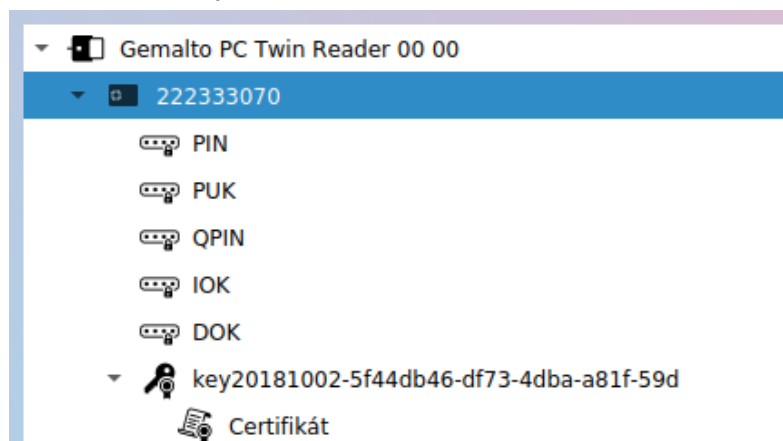 Gemalto PC Twin Reader 00 00
222333070
PIN
PUK
QPIN
IOK
DOK
key20181002-5f44db46-df73-4dba-a81f-59d
Certifikát